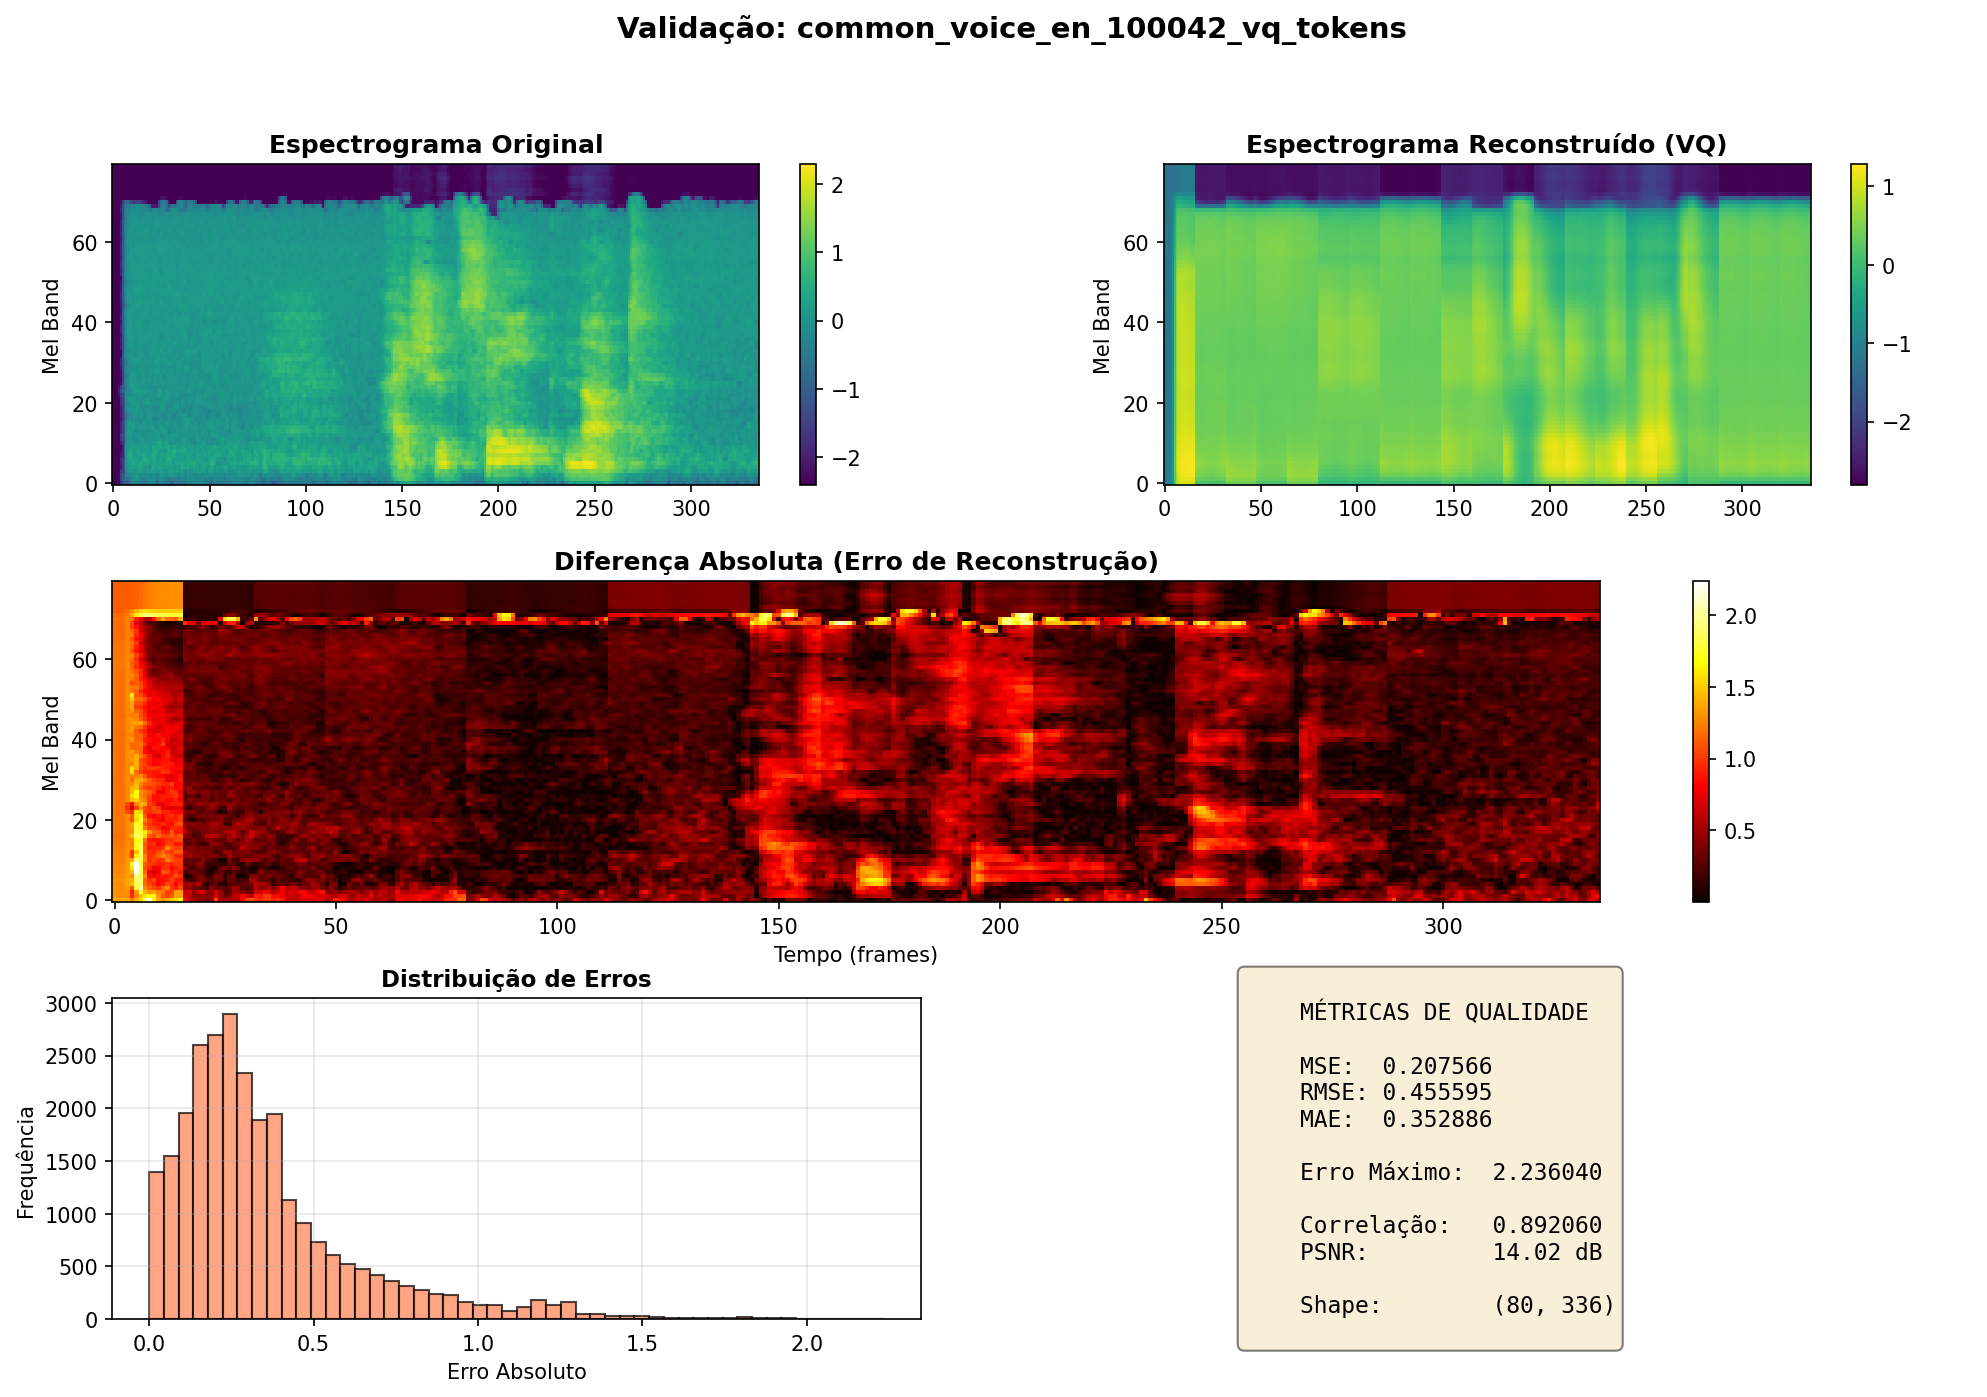 Validação: common_voice_en_100042_vq_tokens
Espectrograma Original
Mel Band
60
40
20
0
0 50 100 150 200 250 300
2
1
0
−1
−2
Espectrograma Reconstruído (VQ)
Mel Band
60
40
20
0
0 50 100 150 200 250 300
1
0
−1
−2
Diferença Absoluta (Erro de Reconstrução)
Mel Band
60
40
20
0
0 50 100 150 200 250 300
Tempo (frames)
2.0
1.5
1.0
0.5
Distribuição de Erros
Frequência
3000
2500
2000
1500
1000
500
0
0.0 0.5 1.0 1.5 2.0
Erro Absoluto
MÉTRICAS DE QUALIDADE
MSE: 0.207566
RMSE: 0.455595
MAE: 0.352886
Erro Máximo: 2.236040
Correlação: 0.892060
PSNR: 14.02 dB
Shape: (80, 336)